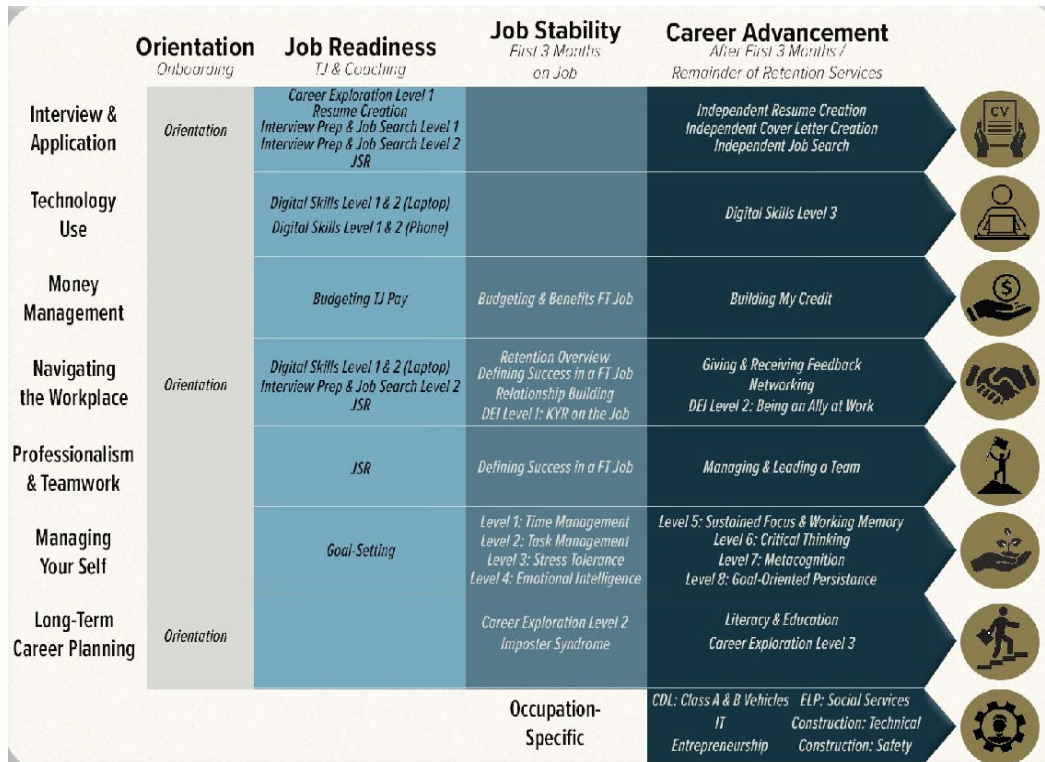 Orientation
Onboarding
Job Readiness
TJ & Coaching
Job Stability
First 3 Months
on Job
Career Advancement
After First 3 Months /
Remainder of Retention Services
Interview &
Application
Orientation
Career Exploration Level 1
Resume Creation
Interview Prep & Job Search Level 1
Interview Prep & Job Search Level 2
JSR
Independent Resume Creation
Independent Cover Letter Creation
Independent Job Search
CV
Technology
Use
Digital Skills Level 1 & 2 (Laptop)
Digital Skills Level 1 & 2 (Phone)
Digital Skills Level 3
Money
Management
Budgeting TJ Pay
Budgeting & Benefits FT Job
Building My Credit
$
Navigating
the Workplace
Orientation
Digital Skills Level 1 & 2 (Laptop)
Interview Prep & Job Search Level 2
JSR
Retention Overview
Defining Success in a FT Job
Relationship Building
DEI Level I: KYR on the Job
Giving & Receiving Feedback
Networking
DEI Level 2: Being an Ally at Work
Professionalism
& Teamwork
JSR
Defining Success in a FT Job
Managing & Leading a Team
Managing
Your Self
Goal-Setting
Level 1: Time Management
Level 2: Task Management
Level 3: Stress Tolerance
Level 4: Emotional Intelligence
Level 5: Sustained Focus & Working Memory
Level 6: Critical Thinking
Level 7: Metacognition
Level 8: Goal-Oriented Persistance
Long-Term
Career Planning
Orientation
Career Exploration Level 2
Imposter Syndrome
Literacy & Education
Career Exploration Level 3
Occupation-
Specific
CDL: Class A & B Vehicles
ELP: Social Services
IT
Construction: Technical
Entrepreneurship
Construction: Safety